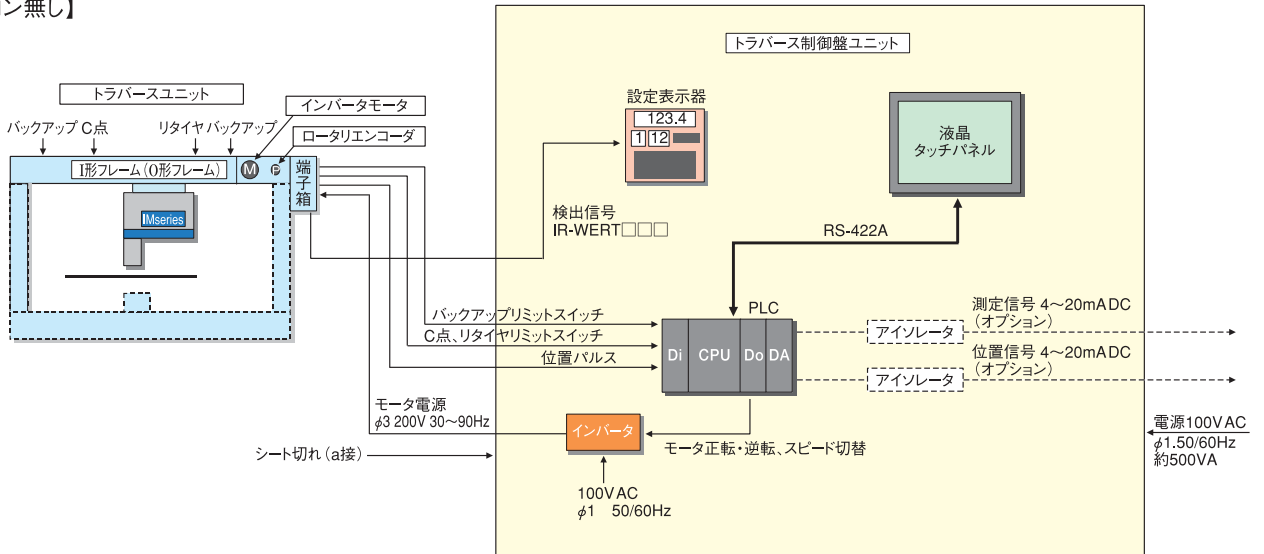 ン無し】
トラバース制御盤ユニット
トラバースユニット
インバータモータ
バックアップ C点 リタイヤ バックアップ
ロータリエンコーダ
I形フレーム(O形フレーム)
M
P
端子箱
IMseries
設定表示器
123.4
1 12
液晶
タッチパネル
検出信号
IR-WERT□□□
RS-422A
バックアップリミットスイッチ
C点、リタイヤリミットスイッチ
位置パルス
PLC
Di CPU Do DA
アイソレータ
測定信号 4〜20mA DC
(オプション)
アイソレータ
位置信号 4〜20mA DC
(オプション)
モータ電源
φ3 200V 30〜90Hz
インバータ
モータ正転・逆転、スピード切替
シート切れ(a接)
100V AC
φ1 50/60Hz
電源100V AC
φ1.50/60Hz
約500VA